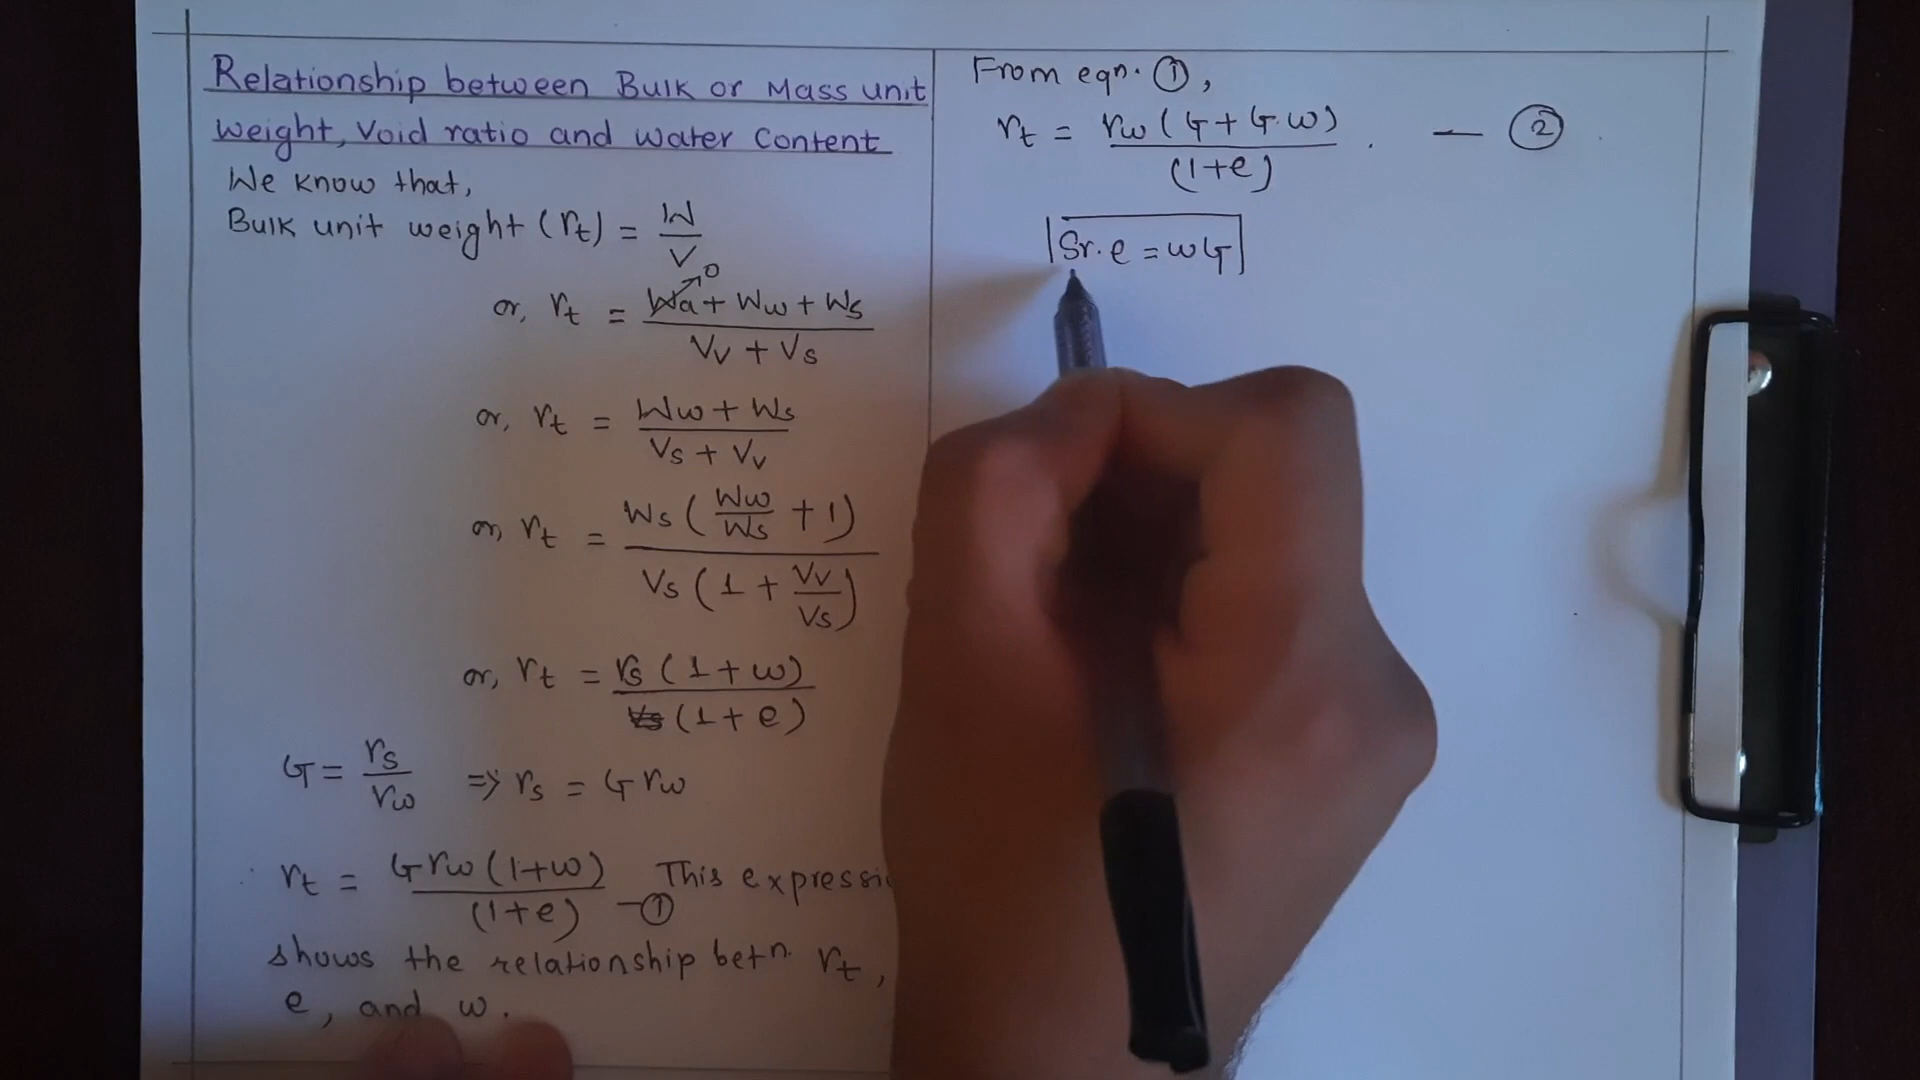 Relationship between Bulk or Mass unit
weight, Void ratio and water Content
We know that,
Bulk unit weight (γt) = W/V
or, γt = (Wa→0 + Ww + Ws)/(Vv + Vs)
or, γt = (Ww + Ws)/(Vs + Vv)
or, γt = Ws(Ww/Ws + 1)/Vs(1 + Vv/Vs)
or, γt = γs (1 + w)/(1 + e)
G = γs/γw ⇒ γs = G γw
γt = Gγw(1+w)/(1+e) —① This
shows the relationship betn. γt,
e, and w.
From eqn. ①,
γt = γw(G + G.w)/(1+e) . — ②
Sr.e = wG